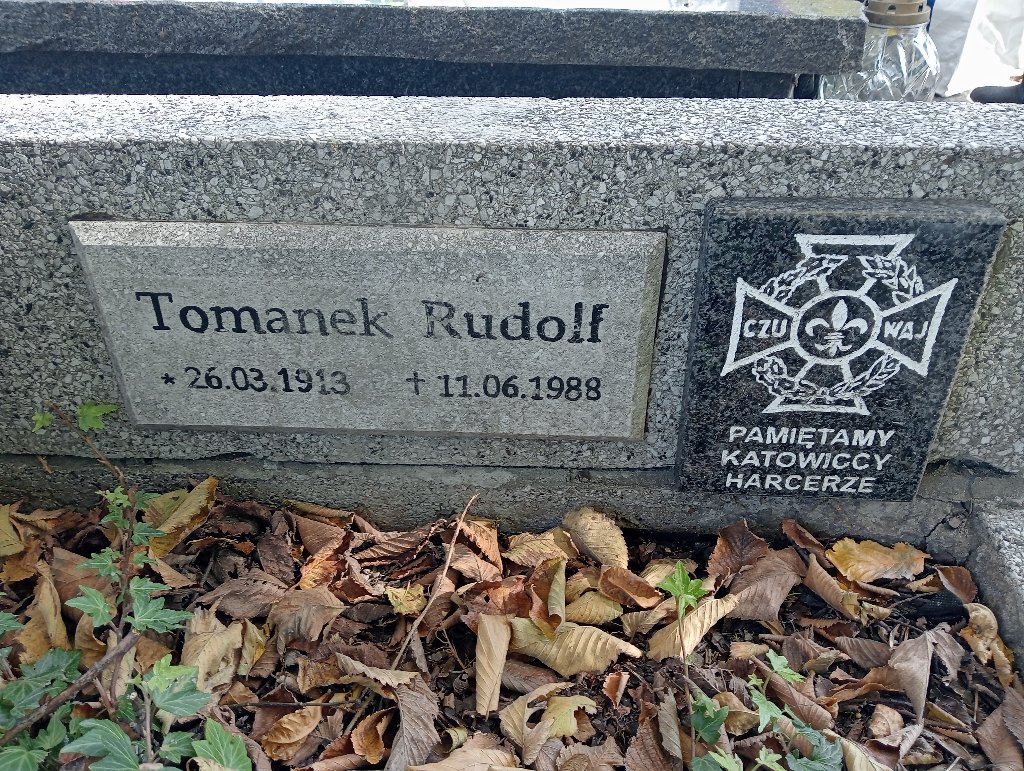 Tomanek Rudolf
* 26.03.1913 † 11.06.1988
CZU WAJ
PAMIĘTAMY
KATOWICCY
HARCERZE